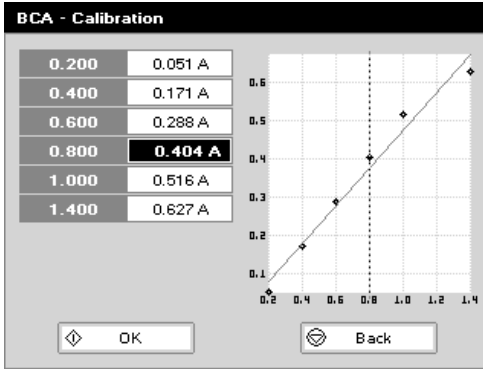 BCA - Calibration
0.200 0.051 A
0.400 0.171 A
0.600 0.288 A
0.800 0.404 A
1.000 0.516 A
1.400 0.627 A
0.6
0.5
0.4
0.3
0.2
0.1
0.2 0.4 0.6 0.8 1.0 1.2 1.4
OK Back